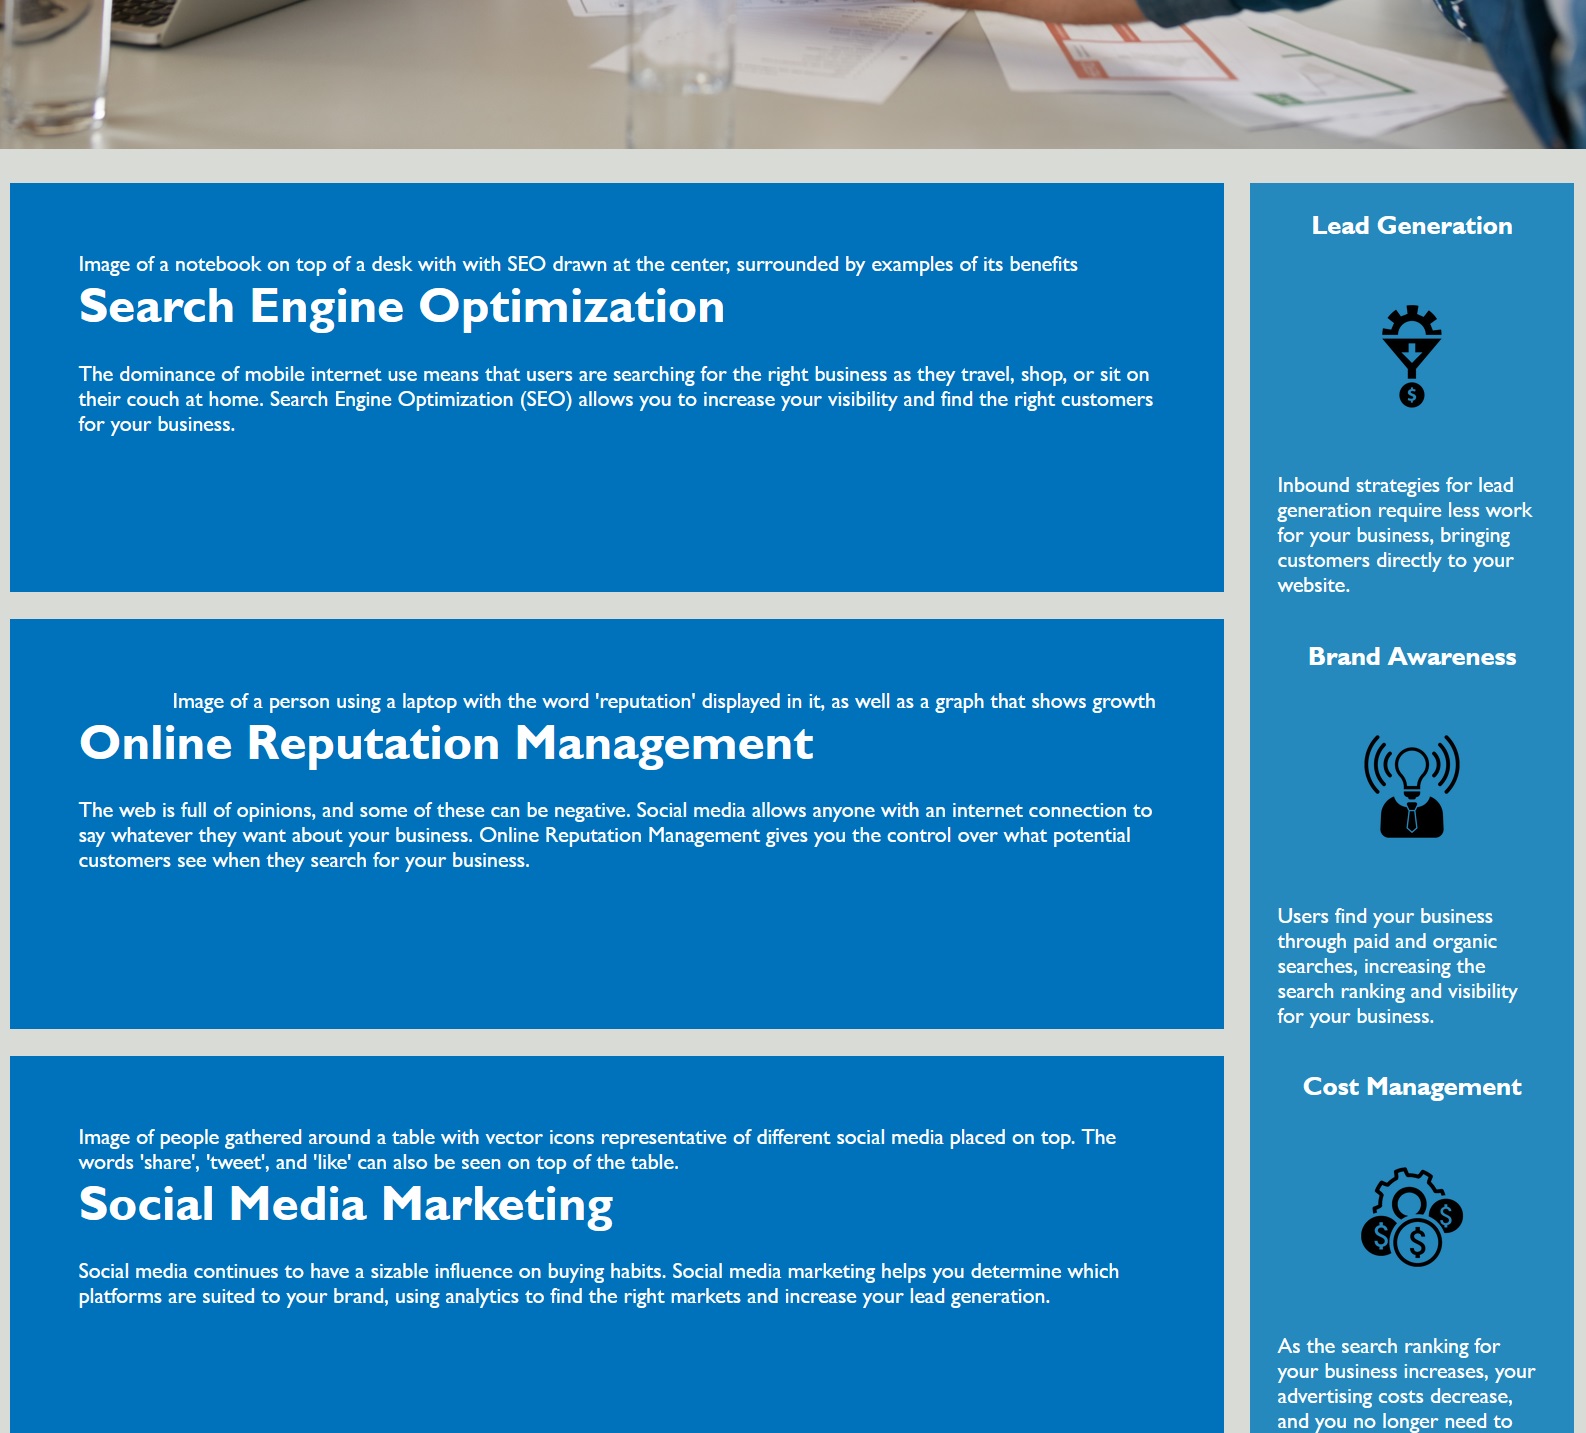 Image of a notebook on top of a desk with with SEO drawn at the center, surrounded by examples of its benefits
Search Engine Optimization
The dominance of mobile internet use means that users are searching for the right business as they travel, shop, or sit on
their couch at home. Search Engine Optimization (SEO) allows you to increase your visibility and find the right customers
for your business.
Image of a person using a laptop with the word 'reputation' displayed in it, as well as a graph that shows growth
Online Reputation Management
The web is full of opinions, and some of these can be negative. Social media allows anyone with an internet connection to
say whatever they want about your business. Online Reputation Management gives you the control over what potential
customers see when they search for your business.
Image of people gathered around a table with vector icons representative of different social media placed on top. The
words 'share', 'tweet', and 'like' can also be seen on top of the table.
Social Media Marketing
Social media continues to have a sizable influence on buying habits. Social media marketing helps you determine which
platforms are suited to your brand, using analytics to find the right markets and increase your lead generation.
Lead Generation
$
Inbound strategies for lead
generation require less work
for your business, bringing
customers directly to your
website.
Brand Awareness
Users find your business
through paid and organic
searches, increasing the
search ranking and visibility
for your business.
Cost Management
$ $ $
As the search ranking for
your business increases, your
advertising costs decrease,
and you no longer need to